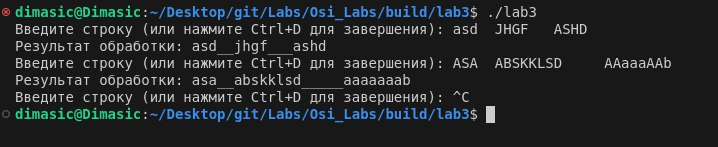 dimasic@Dimasic:~/Desktop/git/Labs/Osi_Labs/build/lab3$ ./lab3
Введите строку (или нажмите Ctrl+D для завершения): asd  JHGF   ASHD
Результат обработки: asd__jhgf___ashd
Введите строку (или нажмите Ctrl+D для завершения): ASA  ABSKKLSD     AAaaaAAb
Результат обработки: asa__abskklsd_____aaaaaaab
Введите строку (или нажмите Ctrl+D для завершения): ^C
dimasic@Dimasic:~/Desktop/git/Labs/Osi_Labs/build/lab3$